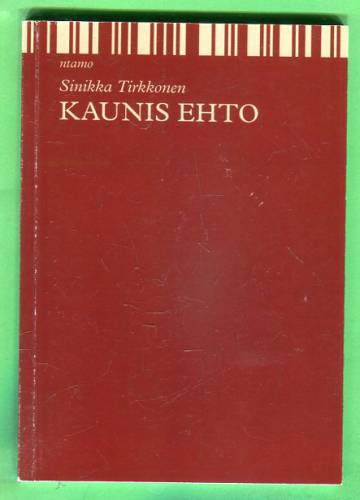 ntamo
Sinikka Tirkkonen
KAUNIS EHTO